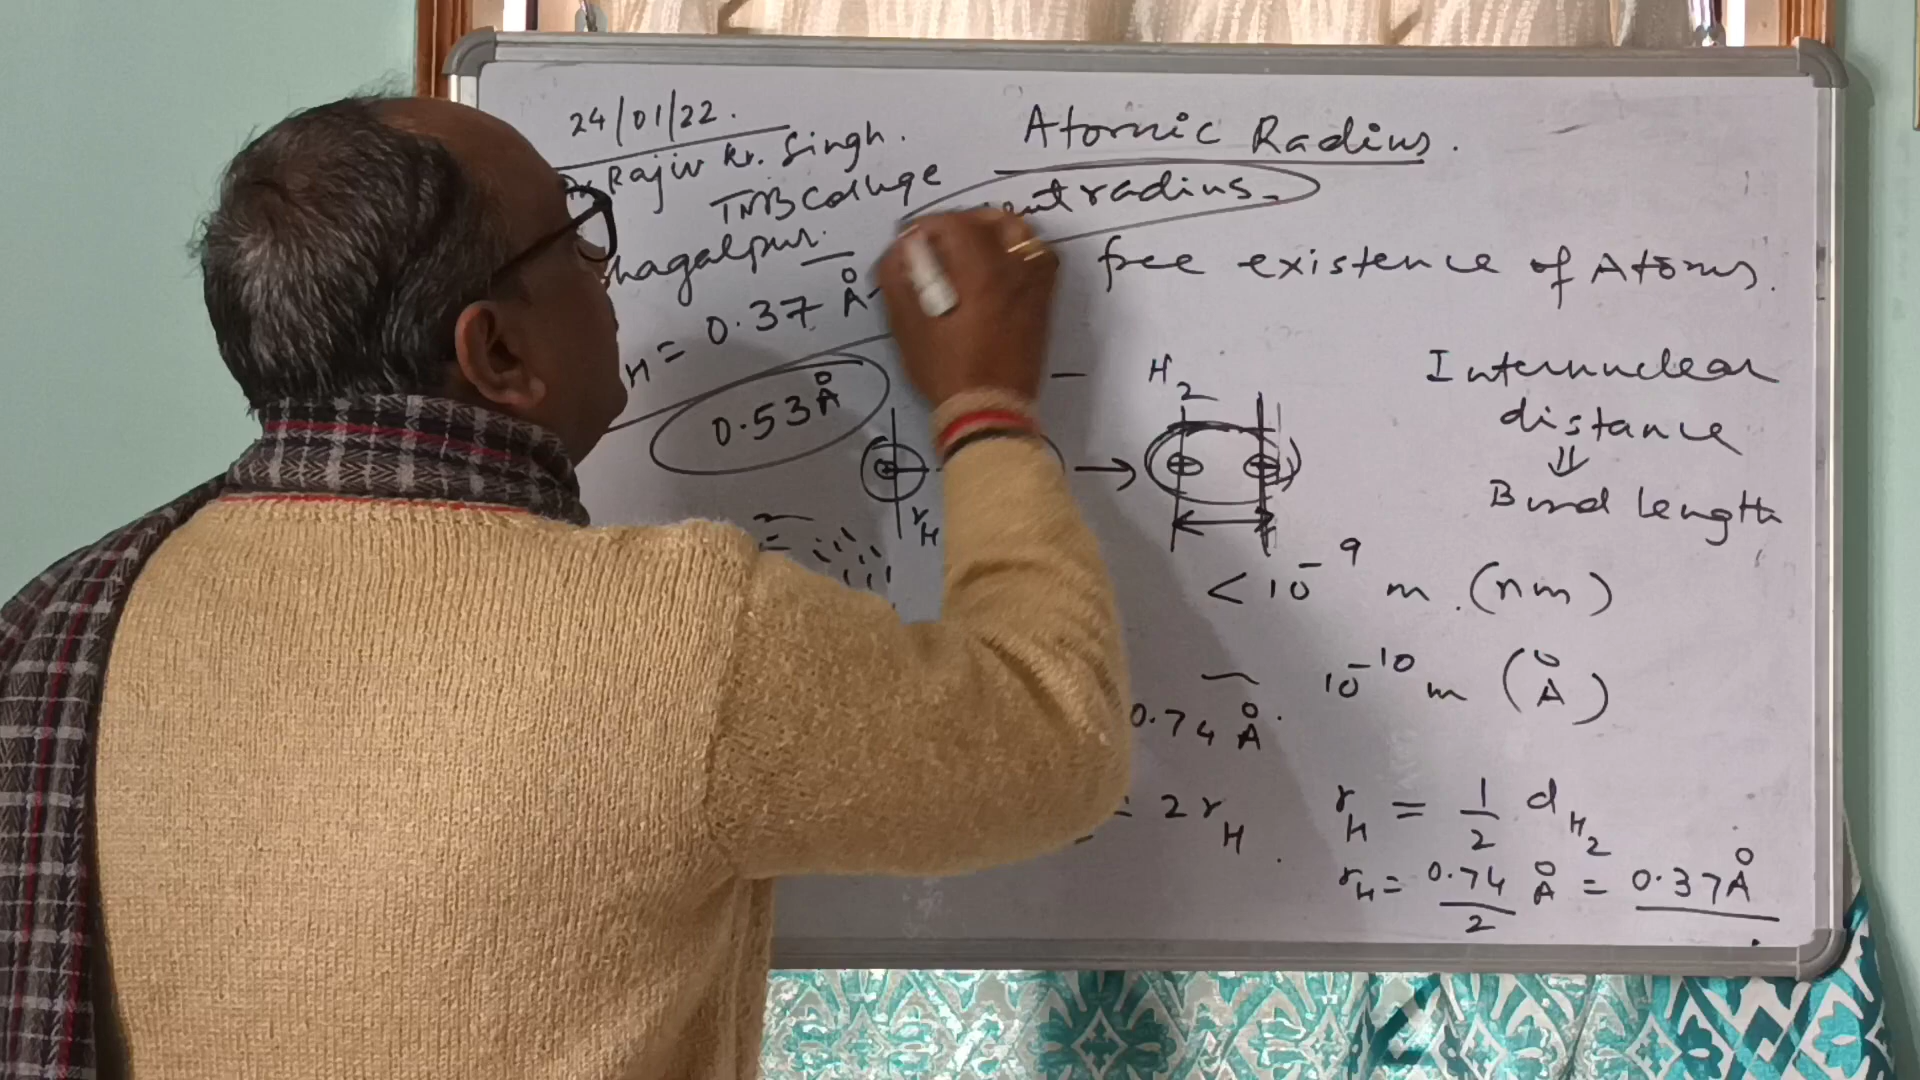 24/01/22.
Rajiv Kr. Singh.
TNB College
Atomic Radius.
radius.
free existence of Atoms.
H = 0.37 Å
0.53 Å
H2
Internuclear
distance
⇓
Bond length
rH
< 10^-9 m. (nm)
10^-10 m (Å)
0.74 Å.
= 2 rH.
rH = 1/2 dH2
rH = 0.74/2 Å = 0.37 Å